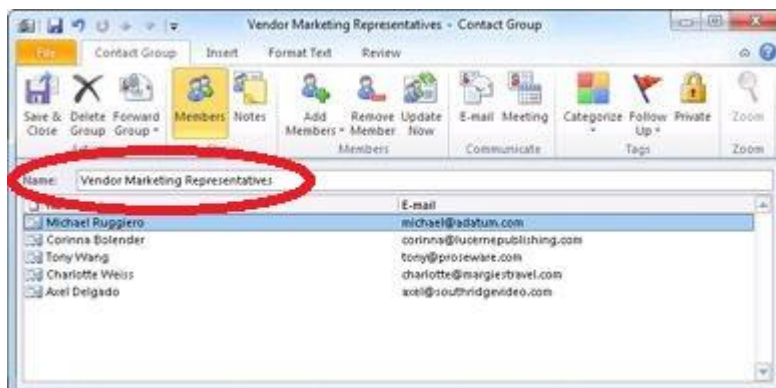 Vendor Marketing Representatives - Contact Group
File Contact Group Insert Format Text Review
Save & Close Delete Group Forward Group Members Notes Add Members Remove Member Update Now E-mail Meeting Categorize Follow Up Private Zoom
Members Communicate Tags Zoom
Name: Vendor Marketing Representatives
E-mail
Michael Ruggiero michael@adatum.com
Corinna Bolender corinna@lucernepublishing.com
Tony Wang tony@proseware.com
Charlotte Weiss charlotte@margiestravel.com
Axel Delgado axel@southridgevideo.com